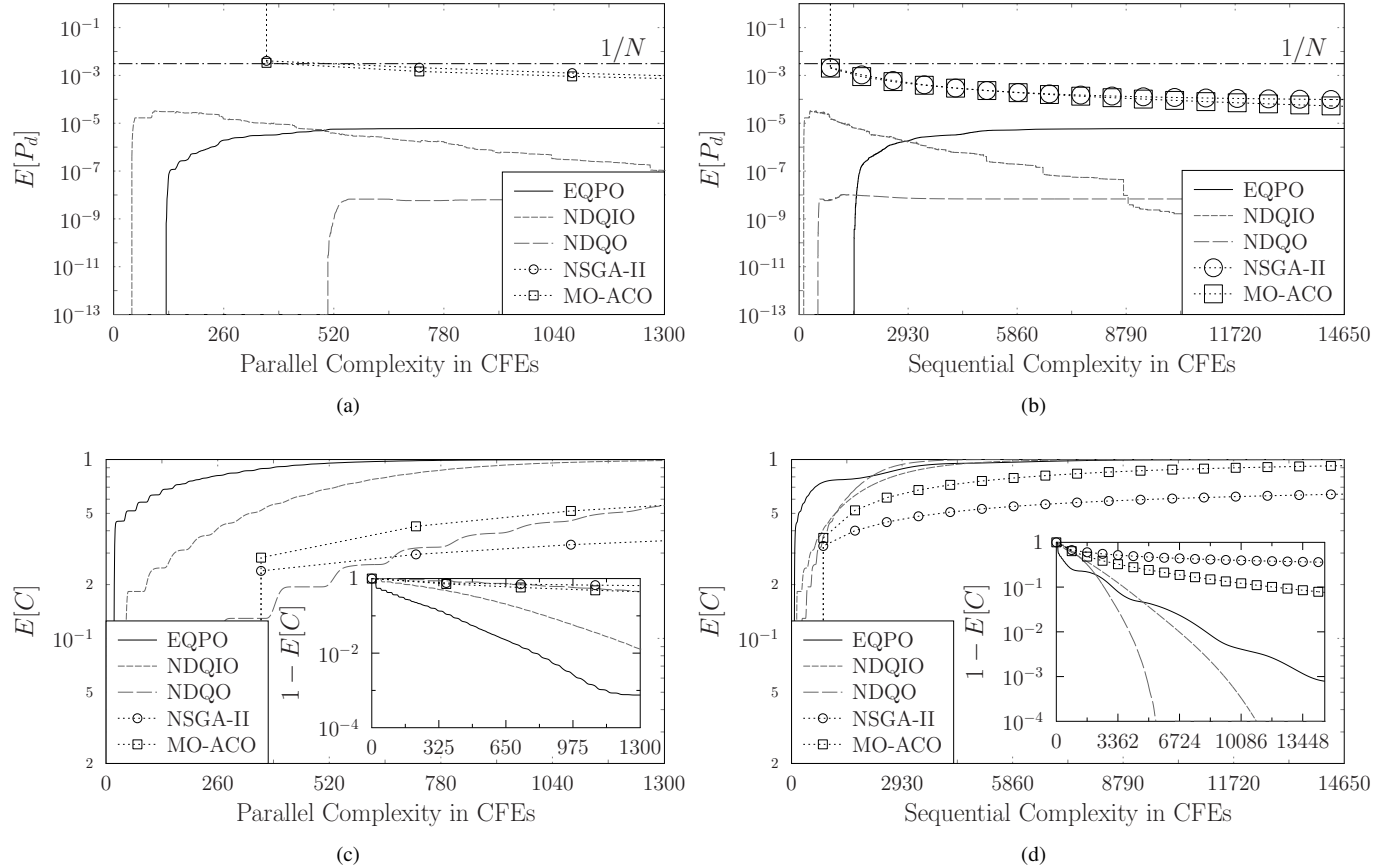 10^{-1}
10^{-3}
10^{-5}
10^{-7}
10^{-9}
10^{-11}
10^{-13}
E[P_d]
1/N
EQPO
NDQIO
NDQO
NSGA-II
MO-ACO
0 260 520 780 1040 1300
Parallel Complexity in CFEs
(a)
10^{-1}
10^{-3}
10^{-5}
10^{-7}
10^{-9}
10^{-11}
10^{-13}
E[P_d]
1/N
EQPO
NDQIO
NDQO
NSGA-II
MO-ACO
0 2930 5860 8790 11720 14650
Sequential Complexity in CFEs
(b)
1
5
2
10^{-1}
5
2
E[C]
EQPO
NDQIO
NDQO
NSGA-II
MO-ACO
1
10^{-2}
10^{-4}
1 − E[C]
0 325 650 975 1300
0 260 520 780 1040 1300
Parallel Complexity in CFEs
(c)
1
5
2
10^{-1}
5
2
E[C]
EQPO
NDQIO
NDQO
NSGA-II
MO-ACO
1
10^{-1}
10^{-2}
10^{-3}
10^{-4}
1 − E[C]
0 3362 6724 10086 13448
0 2930 5860 8790 11720 14650
Sequential Complexity in CFEs
(d)